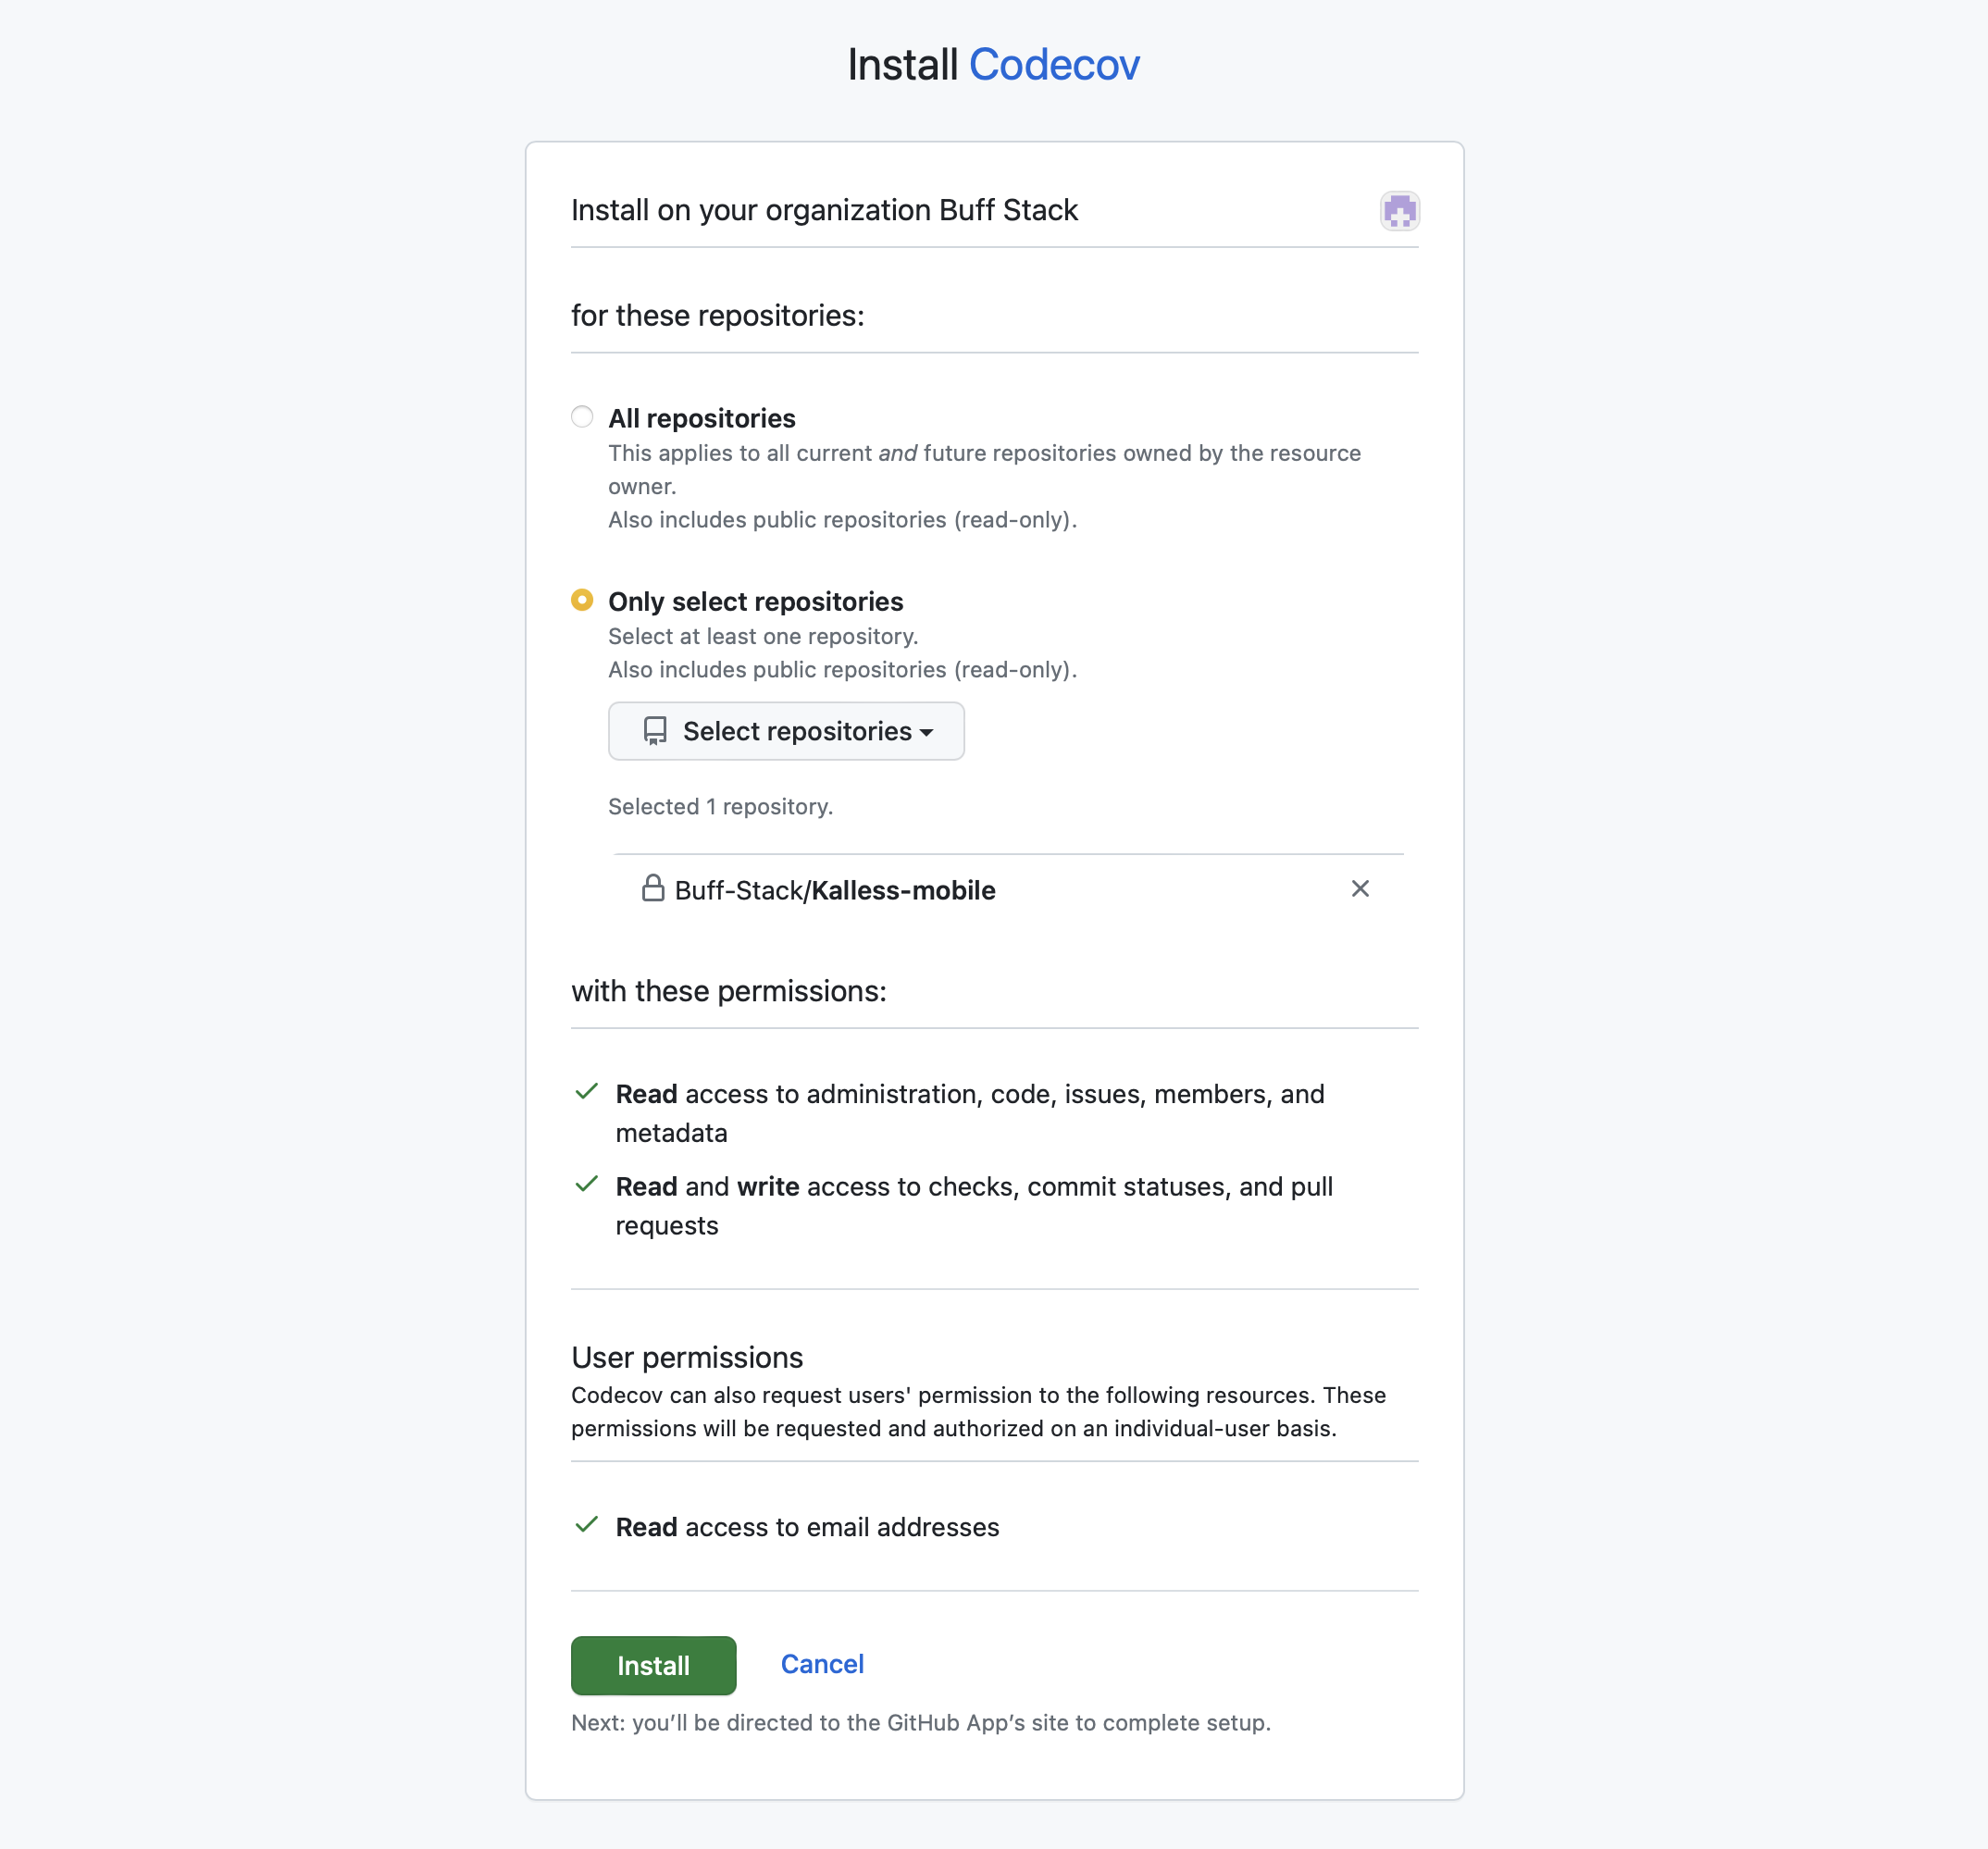 Install Codecov
Install on your organization Buff Stack
for these repositories:
All repositories
This applies to all current and future repositories owned by the resource
owner.
Also includes public repositories (read-only).
Only select repositories
Select at least one repository.
Also includes public repositories (read-only).
Select repositories
Selected 1 repository.
Buff-Stack/Kalless-mobile
with these permissions:
Read access to administration, code, issues, members, and
metadata
Read and write access to checks, commit statuses, and pull
requests
User permissions
Codecov can also request users' permission to the following resources. These
permissions will be requested and authorized on an individual-user basis.
Read access to email addresses
Install Cancel
Next: you’ll be directed to the GitHub App’s site to complete setup.